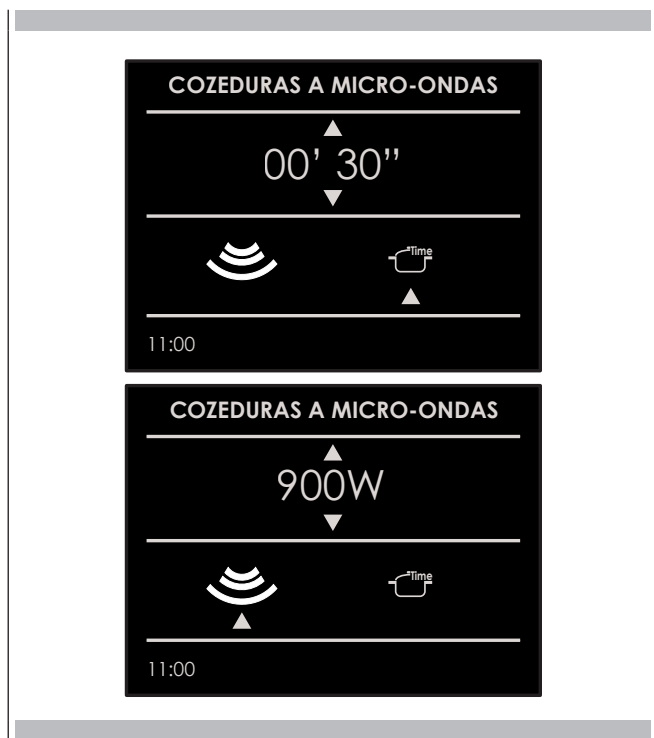 COZEDURAS A MICRO-ONDAS
00’ 30’’
Time
11:00
COZEDURAS A MICRO-ONDAS
900W
Time
11:00